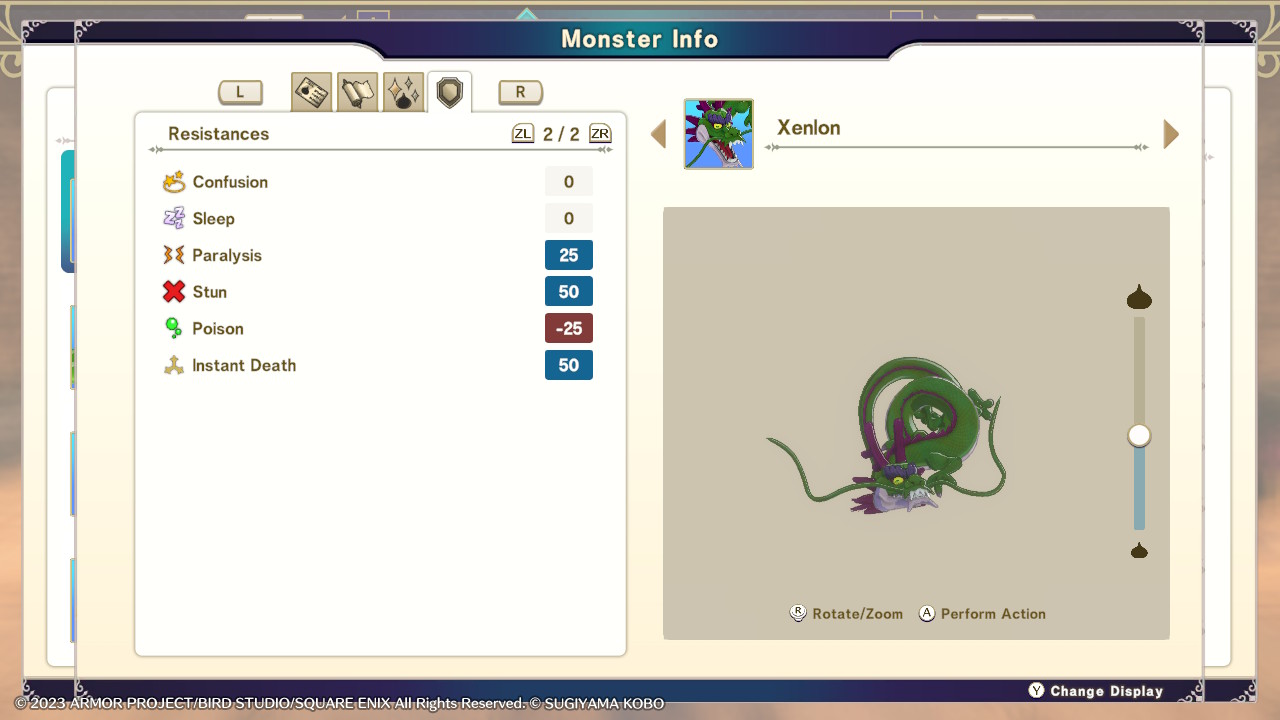 Monster Info
L
R
Resistances
ZL 2 / 2 ZR
Confusion 0
Sleep 0
Paralysis 25
Stun 50
Poison -25
Instant Death 50
Xenlon
R Rotate/Zoom A Perform Action
Y Change Display
© 2023 ARMOR PROJECT/BIRD STUDIO/SQUARE ENIX All Rights Reserved. © SUGIYAMA KOBO